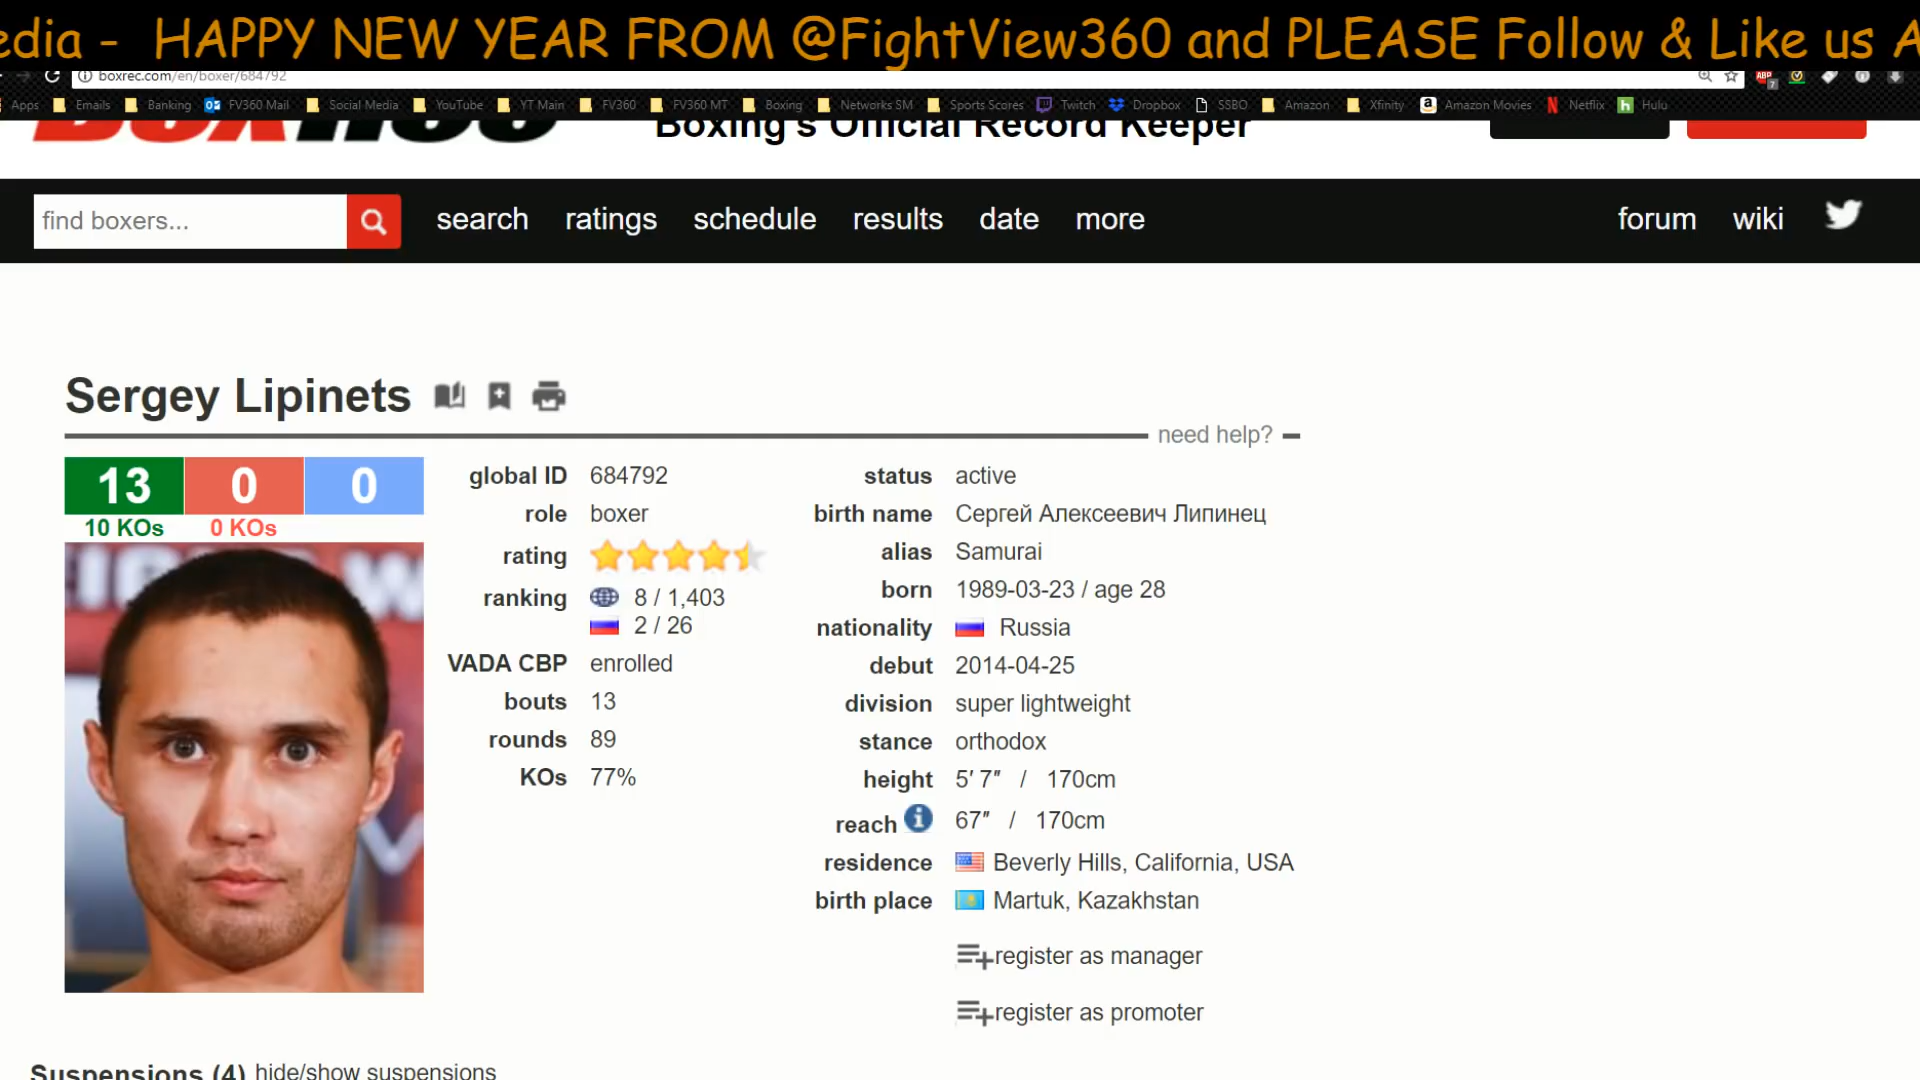 edia - HAPPY NEW YEAR FROM @FightView360 and PLEASE Follow & Like us A
boxrec.com/en/boxer/684792
Apps Emails Banking FV360 Mail Social Media YouTube YT Main FV360 FV360 MT Boxing Networks SM Sports Scores Twitch Dropbox SSBO Amazon Xfinity Amazon Movies Netflix Hulu
Boxing's Official Record Keeper
find boxers... search ratings schedule results date more forum wiki
Sergey Lipinets
need help?
13 0 0
10 KOs 0 KOs
global ID 684792
role boxer
rating
ranking 8 / 1,403
2 / 26
VADA CBP enrolled
bouts 13
rounds 89
KOs 77%
status active
birth name Сергей Алексеевич Липинец
alias Samurai
born 1989-03-23 / age 28
nationality Russia
debut 2014-04-25
division super lightweight
stance orthodox
height 5′ 7″ / 170cm
reach 67″ / 170cm
residence Beverly Hills, California, USA
birth place Martuk, Kazakhstan
register as manager
register as promoter
Suspensions (4) hide/show suspensions